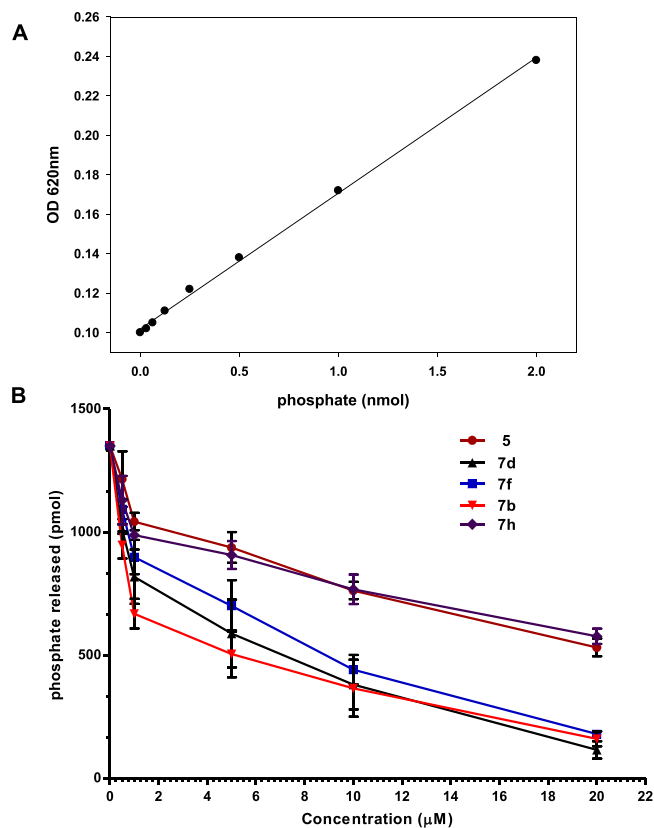 A
0.26
0.24
0.22
0.20
0.18
0.16
0.14
0.12
0.10
OD 620nm
0.0 0.5 1.0 1.5 2.0
phosphate (nmol)
B
1500
1000
500
0
phosphate released (pmol)
5
7d
7f
7b
7h
0 2 4 6 8 10 12 14 16 18 20 22
Concentration (μM)